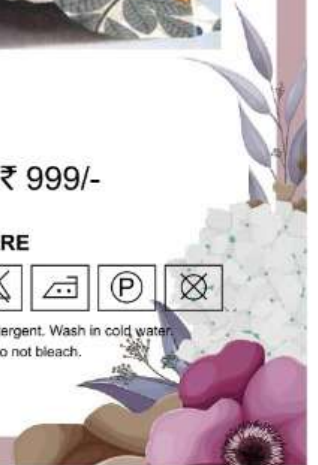 ₹ 999/-
RE
P
ergent. Wash in cold water.
o not bleach.